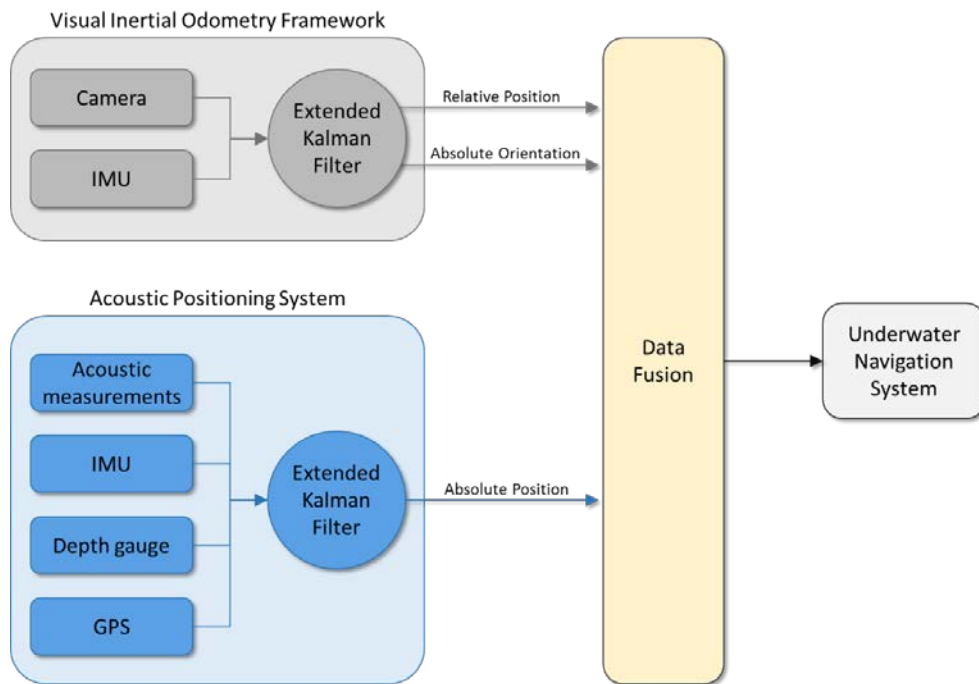 Visual Inertial Odometry Framework
Camera
IMU
Extended
Kalman
Filter
Relative Position
Absolute Orientation
Acoustic Positioning System
Acoustic
measurements
IMU
Depth gauge
GPS
Extended
Kalman
Filter
Absolute Position
Data
Fusion
Underwater
Navigation
System